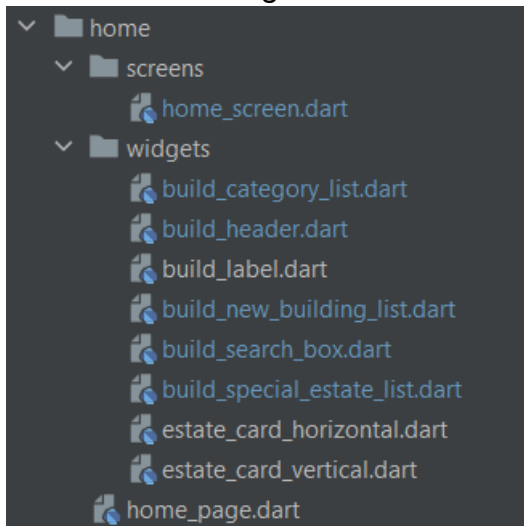 home
screens
home_screen.dart
widgets
build_category_list.dart
build_header.dart
build_label.dart
build_new_building_list.dart
build_search_box.dart
build_special_estate_list.dart
estate_card_horizontal.dart
estate_card_vertical.dart
home_page.dart